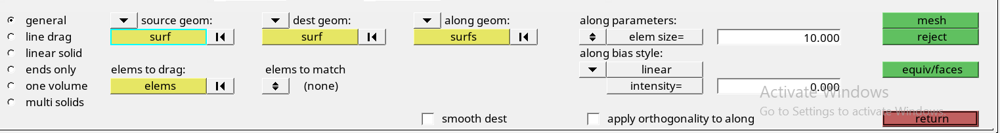 general source geom: dest geom: along geom: along parameters: mesh
line drag surf surf surfs elem size= 10.000 reject
linear solid along bias style:
ends only elems to drag: elems to match linear equiv/faces
one volume elems (none) intensity= 0.000
Activate Windows
multi solids
Go to Settings to activate Windows.
smooth dest apply orthogonality to along return